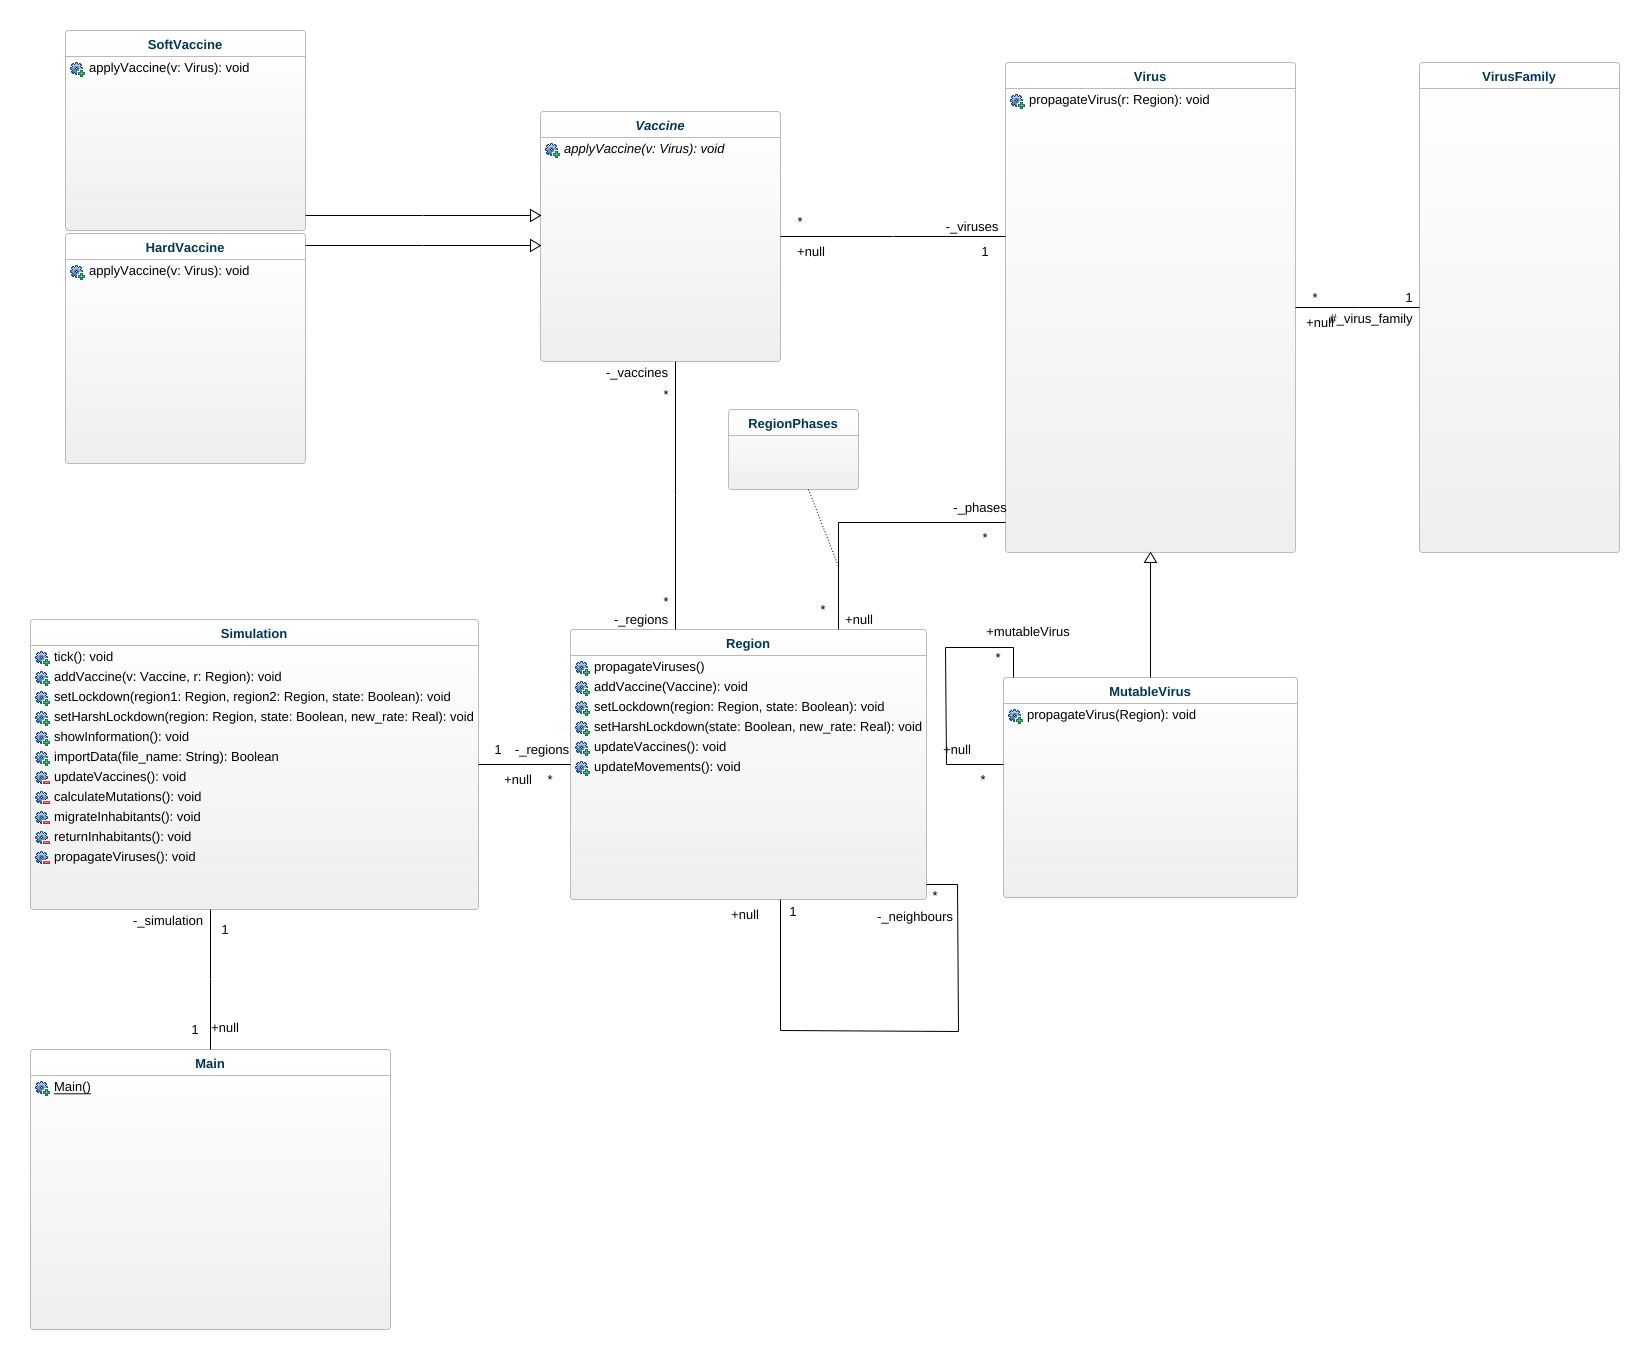 SoftVaccine
applyVaccine(v: Virus): void
HardVaccine
applyVaccine(v: Virus): void
Vaccine
applyVaccine(v: Virus): void
Virus
propagateVirus(r: Region): void
VirusFamily
*
-_viruses
+null
1
*
1
+null
#_virus_family
-_vaccines
*
RegionPhases
-_phases
*
*
-_regions
*
+null
Simulation
tick(): void
addVaccine(v: Vaccine, r: Region): void
setLockdown(region1: Region, region2: Region, state: Boolean): void
setHarshLockdown(region: Region, state: Boolean, new_rate: Real): void
showInformation(): void
importData(file_name: String): Boolean
updateVaccines(): void
calculateMutations(): void
migrateInhabitants(): void
returnInhabitants(): void
propagateViruses(): void
1
-_regions
+null
*
Region
propagateViruses()
addVaccine(Vaccine): void
setLockdown(region: Region, state: Boolean): void
setHarshLockdown(state: Boolean, new_rate: Real): void
updateVaccines(): void
updateMovements(): void
+mutableVirus
*
+null
*
MutableVirus
propagateVirus(Region): void
*
+null
1
-_neighbours
-_simulation
1
1
+null
Main
Main()